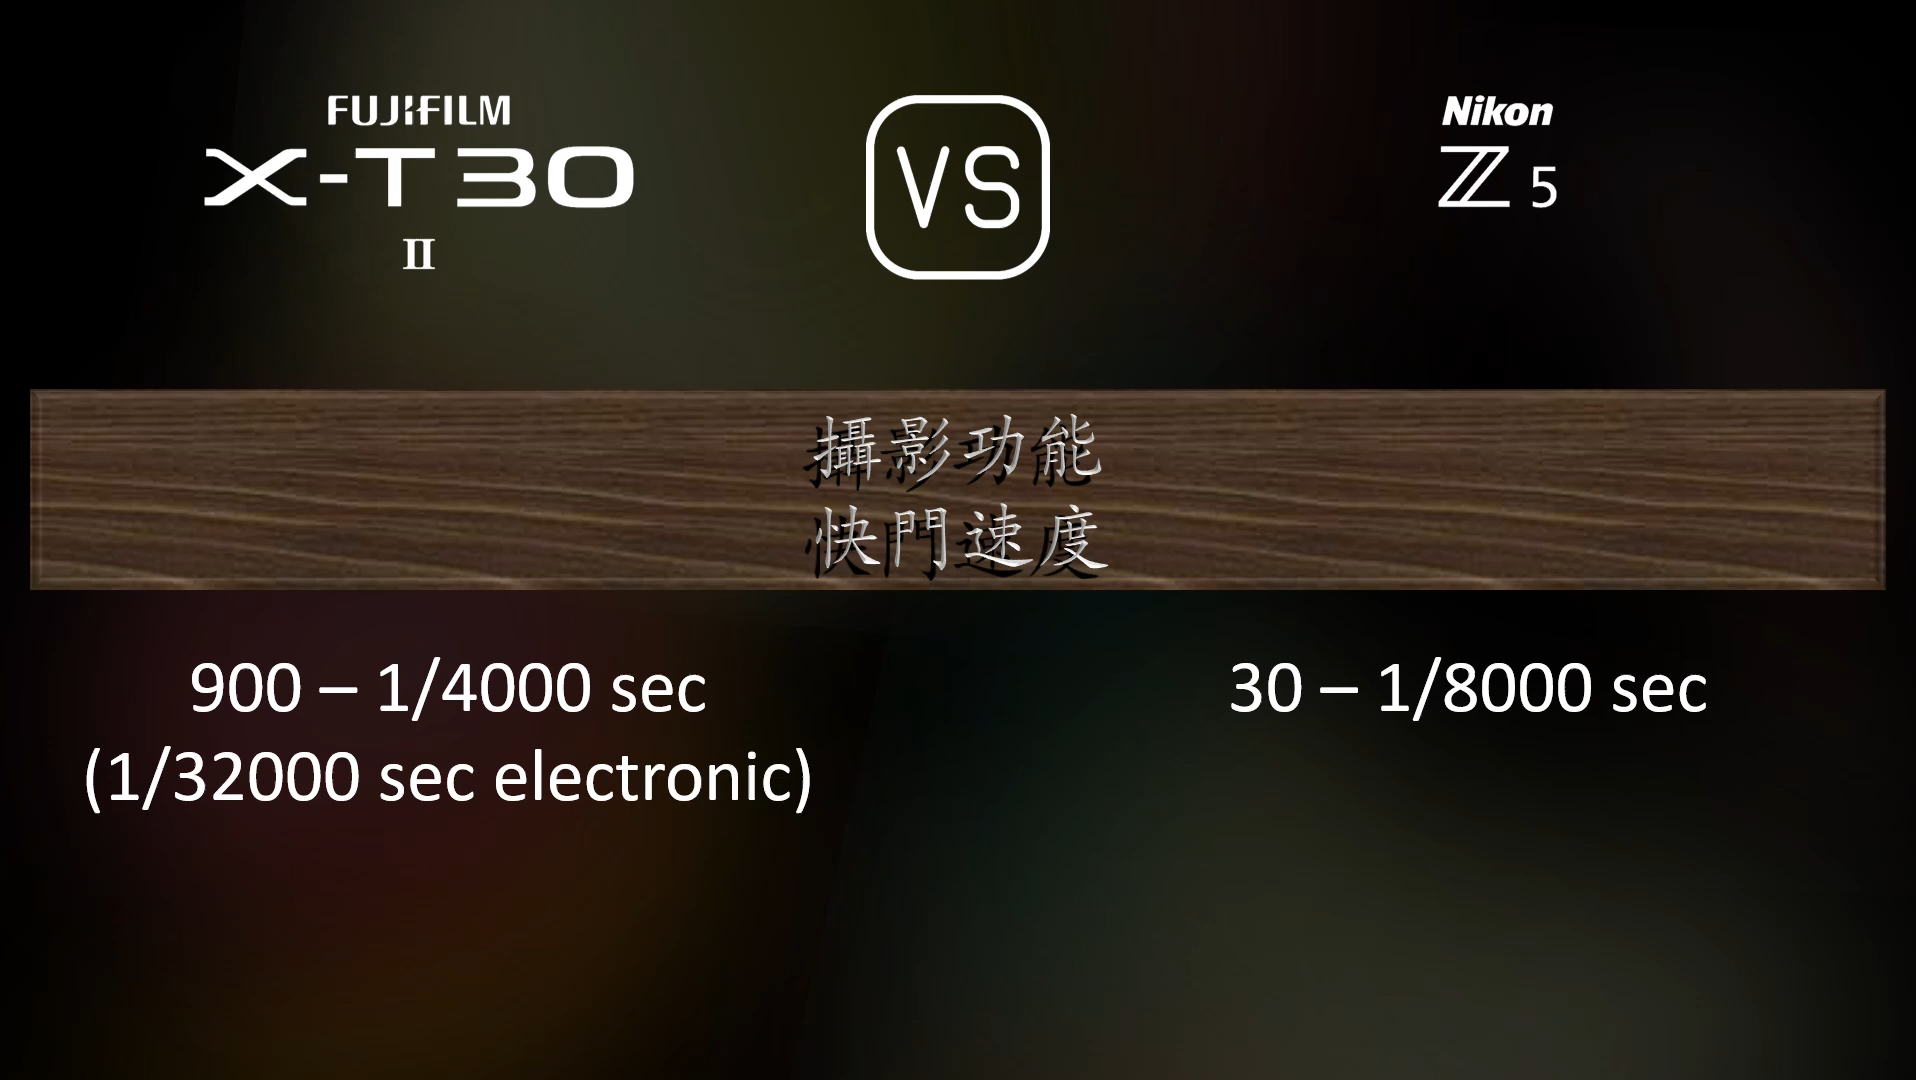 FUJIFILM
X-T30
II
VS
Nikon
Z 5
攝影功能
快門速度
900 – 1/4000 sec
(1/32000 sec electronic)
30 – 1/8000 sec